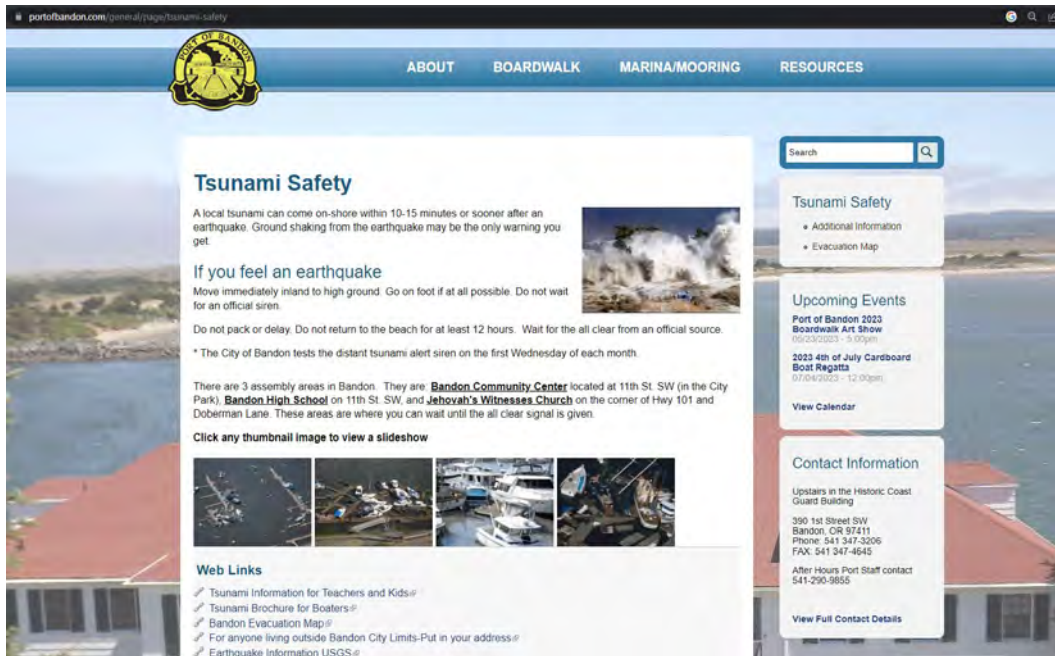 portofbandon.com/general/page/tsunami-safety
PORT OF BANDON
ABOUT
BOARDWALK
MARINA/MOORING
RESOURCES
Tsunami Safety
A local tsunami can come on-shore within 10-15 minutes or sooner after an
earthquake. Ground shaking from the earthquake may be the only warning you
get.
If you feel an earthquake
Move immediately inland to high ground. Go on foot if at all possible. Do not wait
for an official siren.
Do not pack or delay. Do not return to the beach for at least 12 hours. Wait for the all clear from an official source.
* The City of Bandon tests the distant tsunami alert siren on the first Wednesday of each month.
There are 3 assembly areas in Bandon. They are: Bandon Community Center located at 11th St. SW (in the City
Park), Bandon High School on 11th St. SW, and Jehovah's Witnesses Church on the corner of Hwy 101 and
Doberman Lane. These areas are where you can wait until the all clear signal is given.
Click any thumbnail image to view a slideshow
Web Links
Tsunami Information for Teachers and Kids
Tsunami Brochure for Boaters
Bandon Evacuation Map
For anyone living outside Bandon City Limits-Put in your address
Earthquake Information USGS
Search
Tsunami Safety
Additional Information
Evacuation Map
Upcoming Events
Port of Bandon 2023
Boardwalk Art Show
05/23/2023 - 5:00pm
2023 4th of July Cardboard
Boat Regatta
07/04/2023 - 12:00pm
View Calendar
Contact Information
Upstairs in the Historic Coast
Guard Building
390 1st Street SW
Bandon, OR 97411
Phone: 541 347-3206
FAX: 541 347-4645
After Hours Port Staff contact
541-290-9855
View Full Contact Details